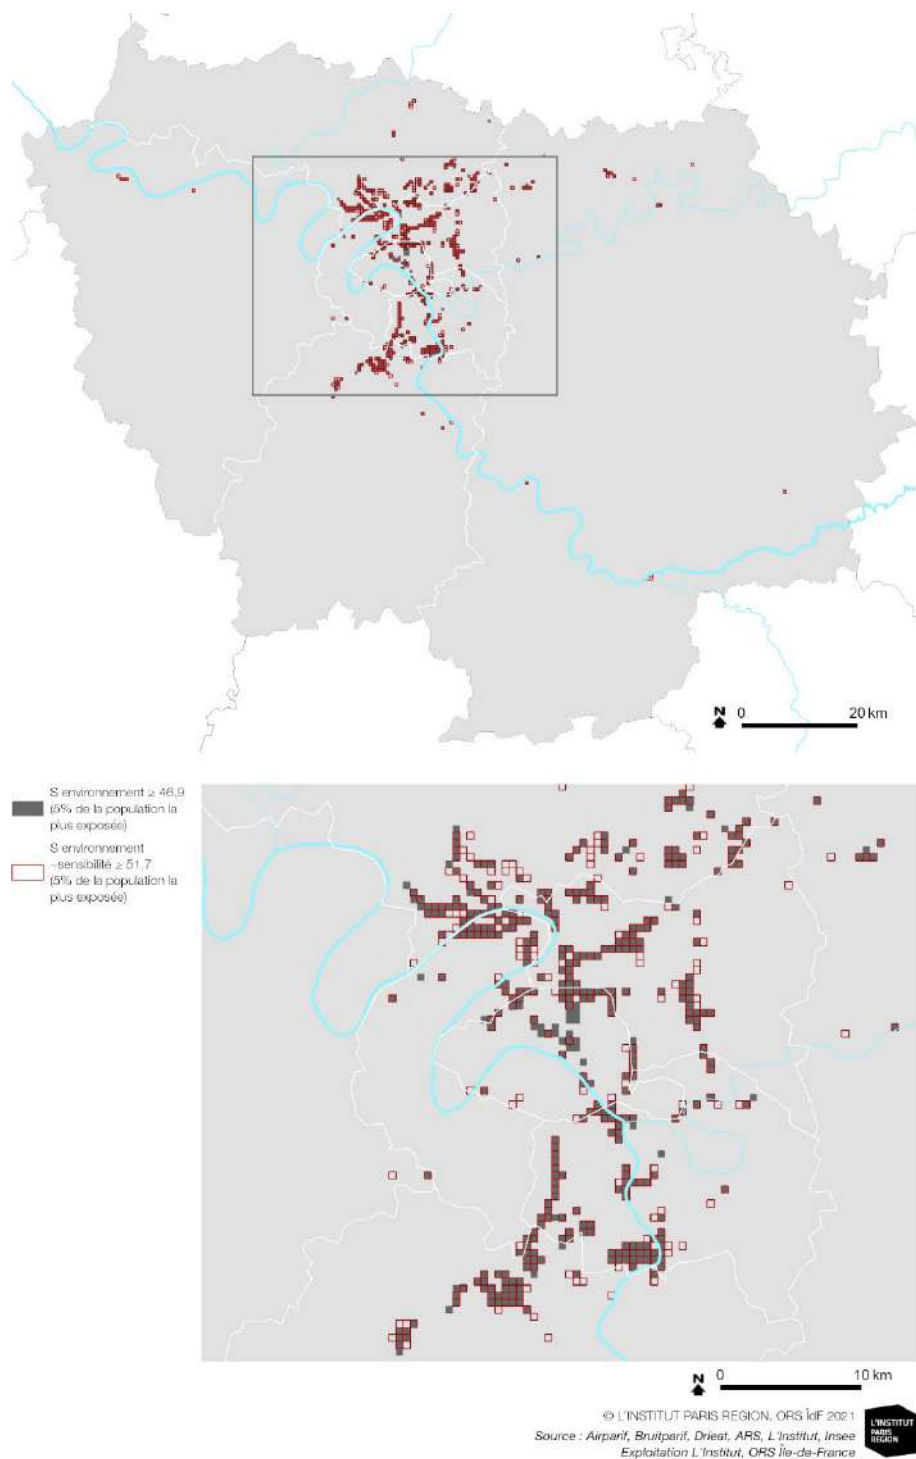 N 0 20 km
S environnement ≥ 46,9
(5% de la population la
plus exposée)
S environnement
-sensibilité ≥ 51,7
(5% de la population la
plus exposée)
N 0 10 km
© L'INSTITUT PARIS REGION, ORS ÎdF 2021
Source : Airparif, Bruitparif, Drieat, ARS, L'Institut, Insee
Exploitation L'Institut, ORS Île-de-France
L'INSTITUT
PARIS
REGION